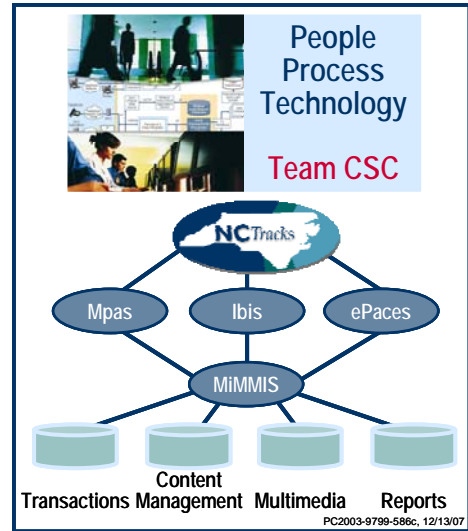 People
Process
Technology
Team CSC
NCTracks
Mpas
Ibis
ePaces
MiMMIS
Transactions
Content
Management
Multimedia
Reports
PC2003-9799-586c, 12/13/07